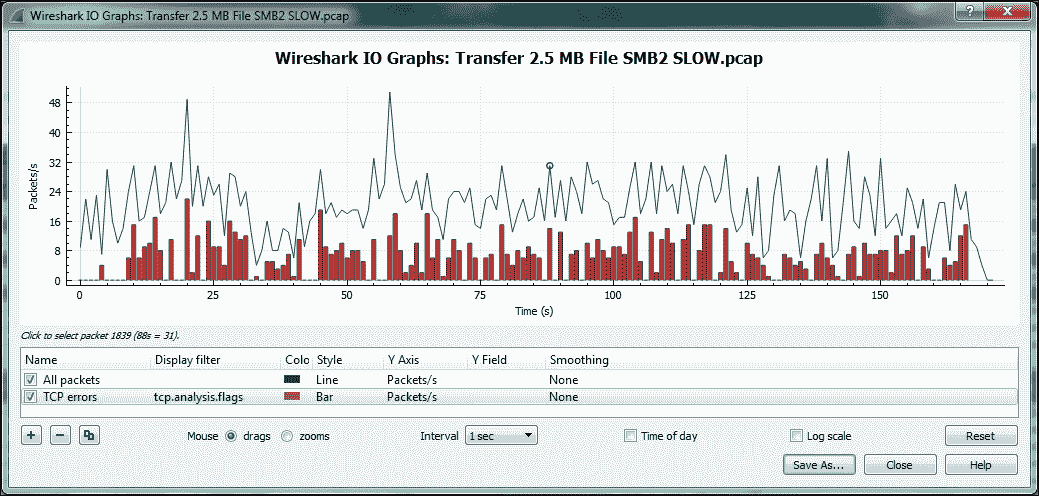 Wireshark IO Graphs: Transfer 2.5 MB File SMB2 SLOW.pcap
Wireshark IO Graphs: Transfer 2.5 MB File SMB2 SLOW.pcap
48
40
32
24
16
8
0
Packets/s
0 25 50 75 100 125 150
Time (s)
Click to select packet 1839 (88s = 31).
Name Display filter Colo Style Y Axis Y Field Smoothing
All packets Line Packets/s None
TCP errors tcp.analysis.flags Bar Packets/s None
Mouse drags zooms Interval 1 sec Time of day Log scale Reset
Save As... Close Help